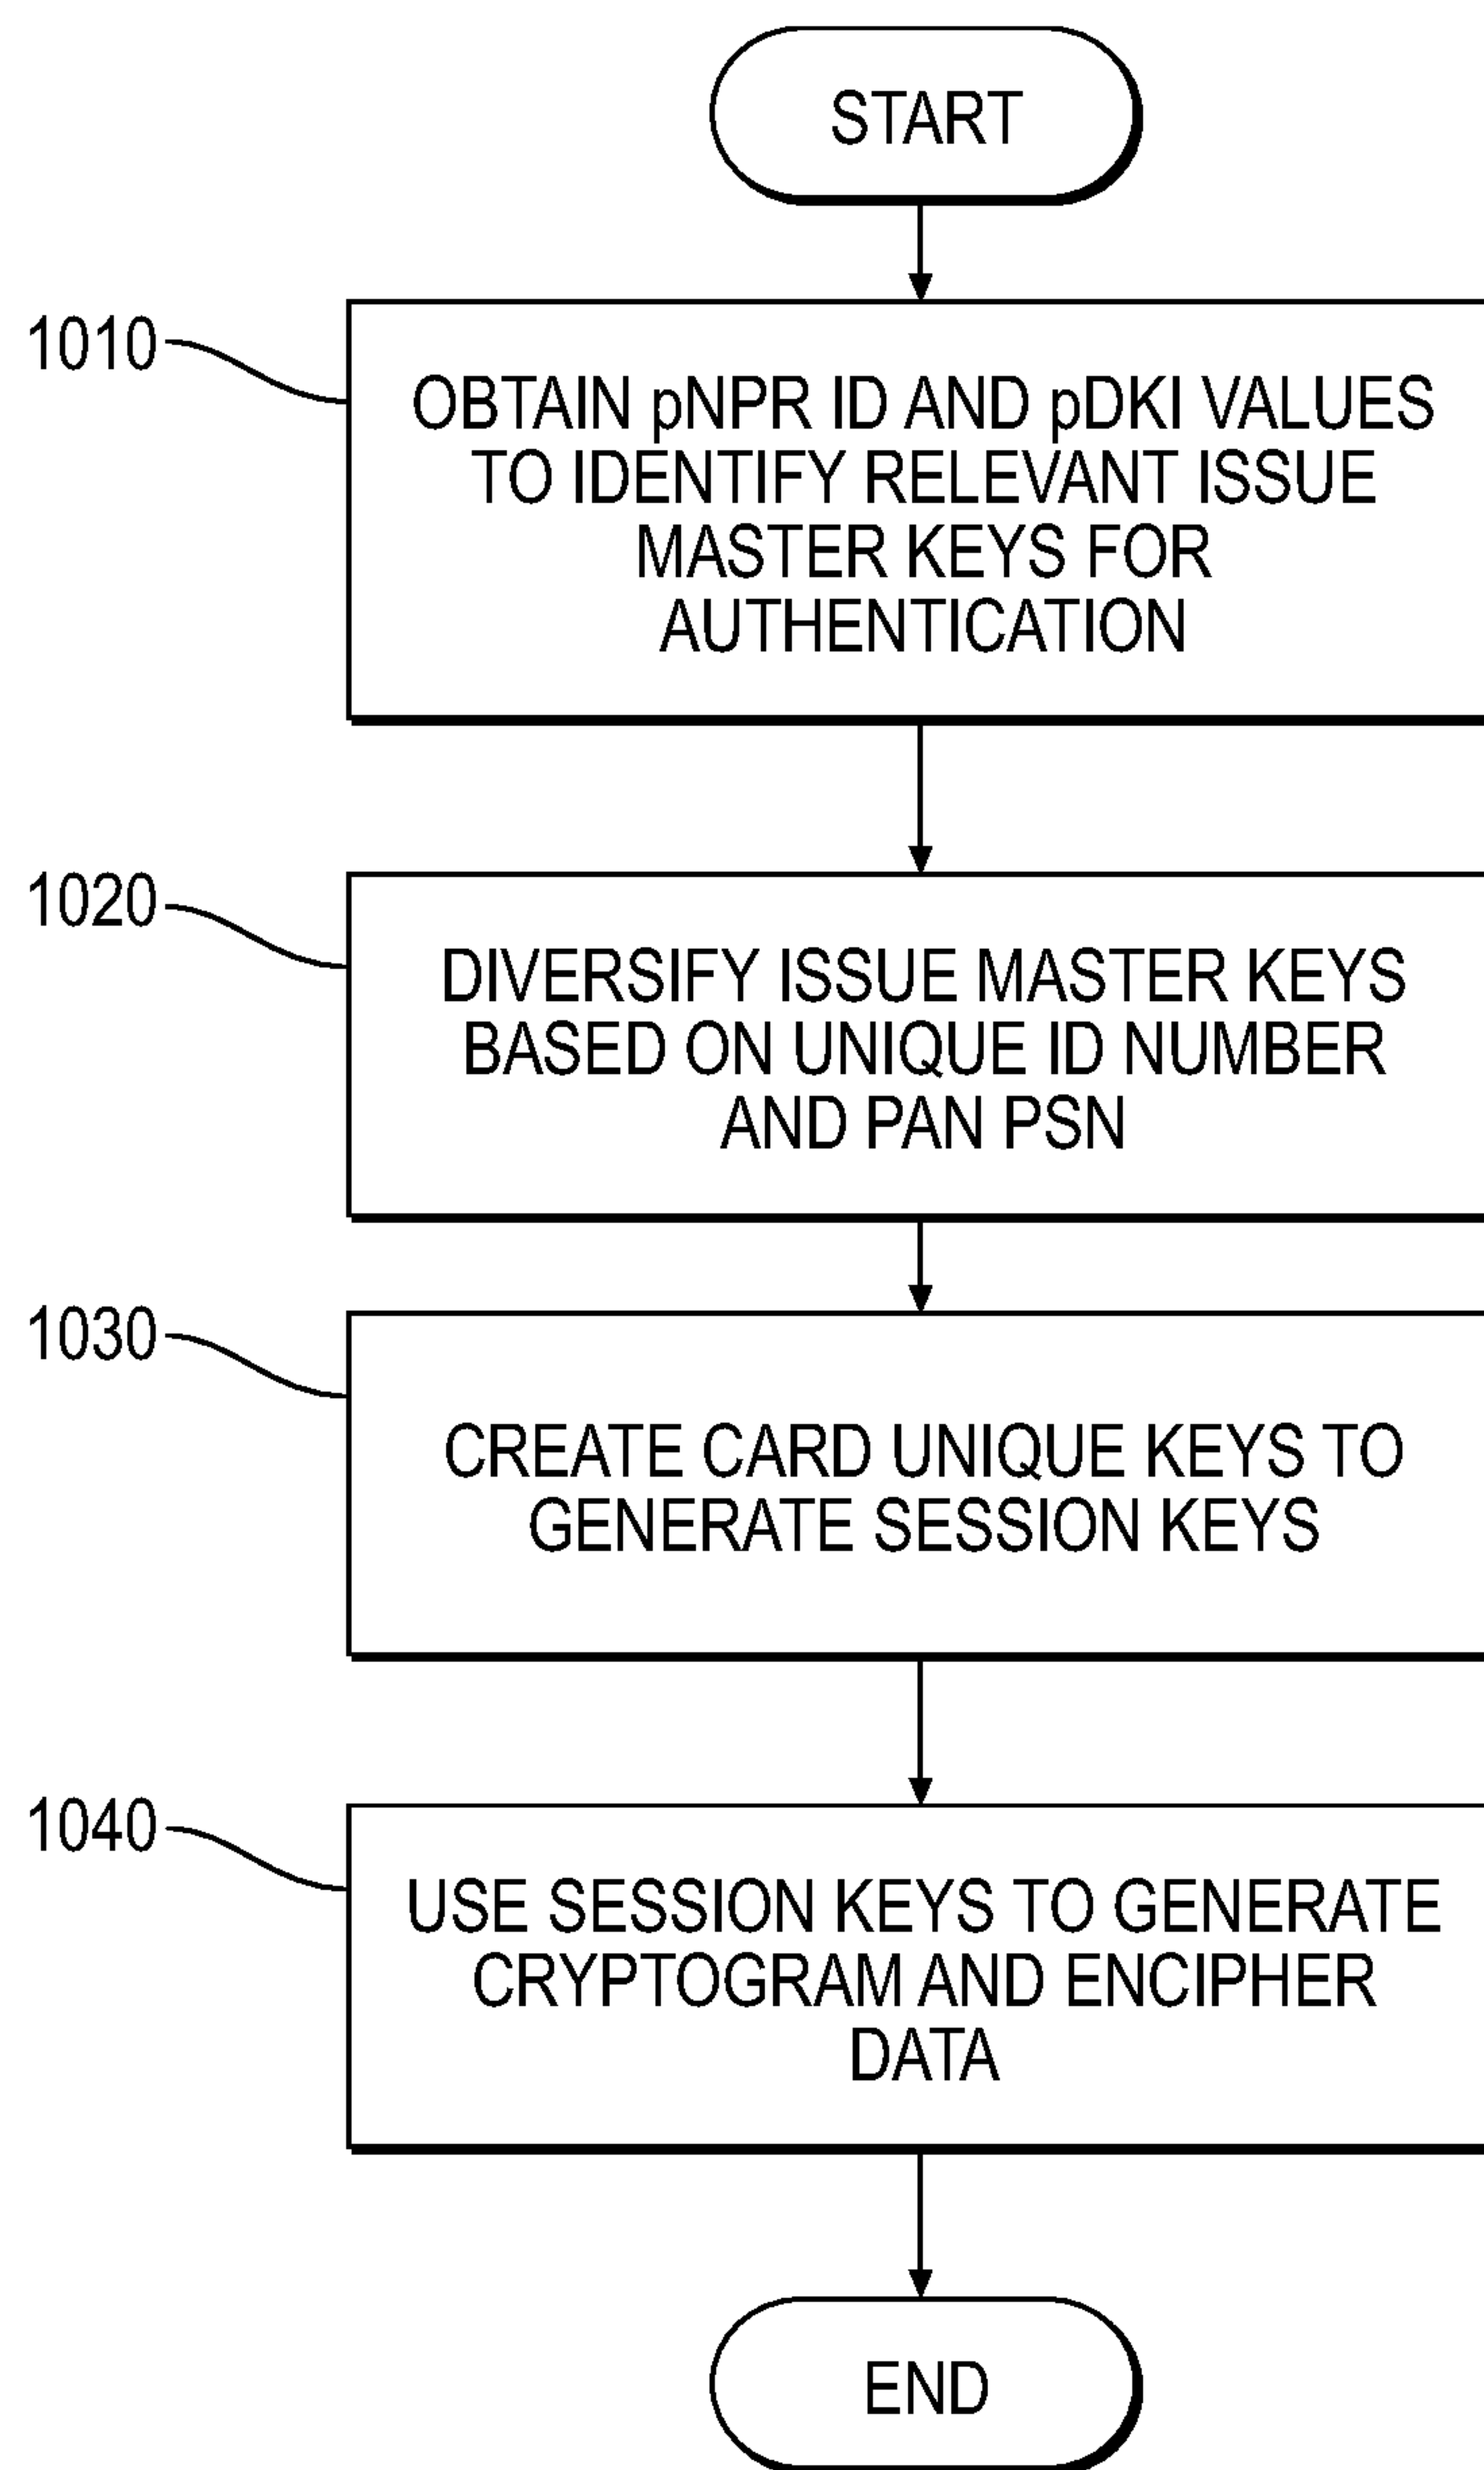 START
1010
OBTAIN pNPR ID AND pDKI VALUES
TO IDENTIFY RELEVANT ISSUE
MASTER KEYS FOR
AUTHENTICATION
1020
DIVERSIFY ISSUE MASTER KEYS
BASED ON UNIQUE ID NUMBER
AND PAN PSN
1030
CREATE CARD UNIQUE KEYS TO
GENERATE SESSION KEYS
1040
USE SESSION KEYS TO GENERATE
CRYPTOGRAM AND ENCIPHER
DATA
END